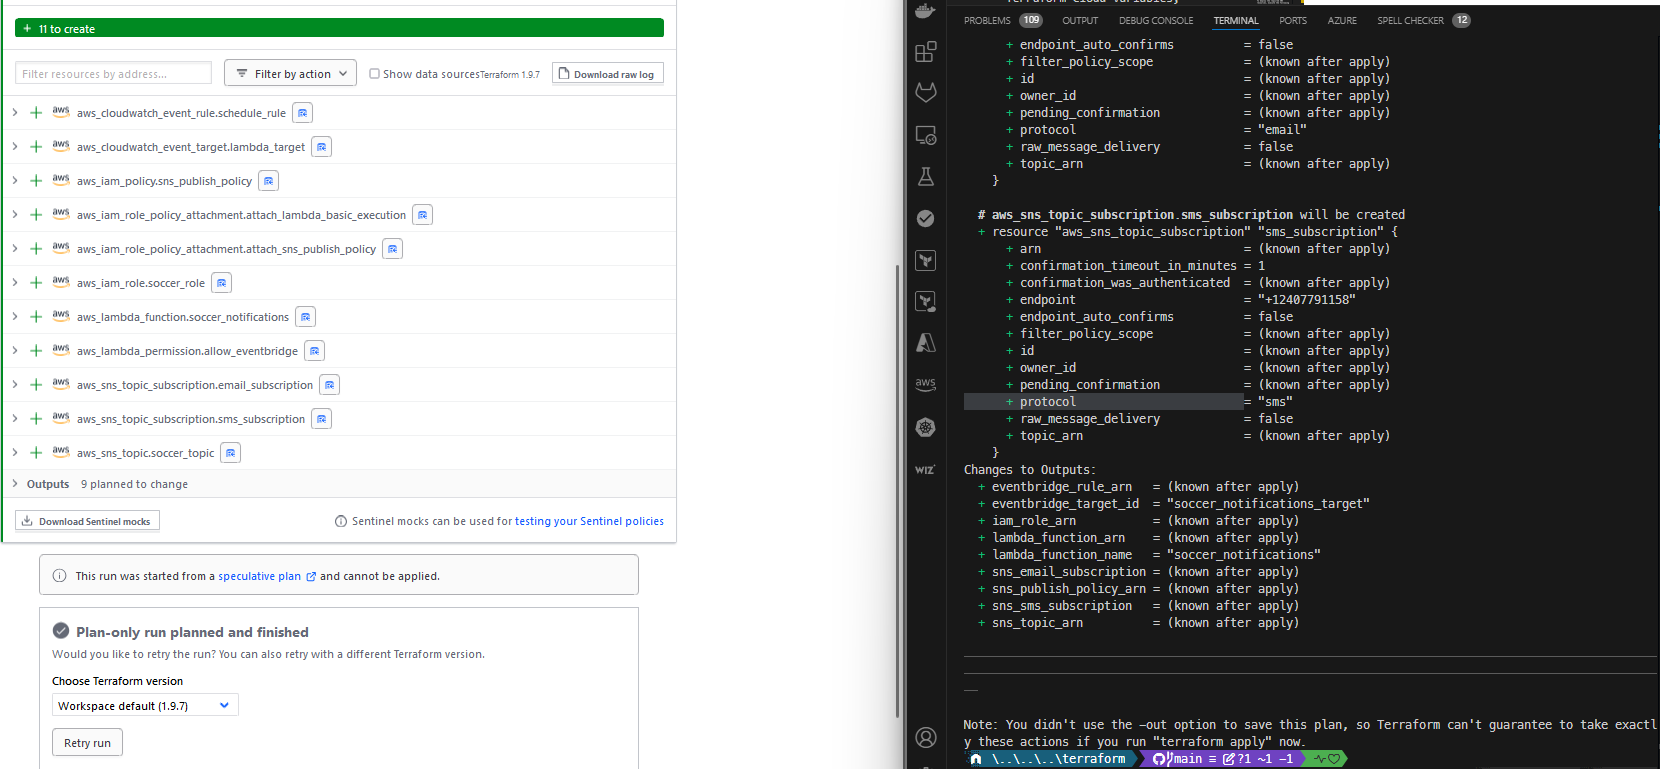 + 11 to create
Filter resources by address...
Filter by action
Show data sources
Terraform 1.9.7
Download raw log
aws aws_cloudwatch_event_rule.schedule_rule
aws aws_cloudwatch_event_target.lambda_target
aws aws_iam_policy.sns_publish_policy
aws aws_iam_role_policy_attachment.attach_lambda_basic_execution
aws aws_iam_role_policy_attachment.attach_sns_publish_policy
aws aws_iam_role.soccer_role
aws aws_lambda_function.soccer_notifications
aws aws_lambda_permission.allow_eventbridge
aws aws_sns_topic_subscription.email_subscription
aws aws_sns_topic_subscription.sms_subscription
aws aws_sns_topic.soccer_topic
Outputs 9 planned to change
Download Sentinel mocks
Sentinel mocks can be used for testing your Sentinel policies
This run was started from a speculative plan and cannot be applied.
Plan-only run planned and finished
Would you like to retry the run? You can also retry with a different Terraform version.
Choose Terraform version
Workspace default (1.9.7)
Retry run
aws
WIZ
Terraform Cloud variables,
PROBLEMS 109 OUTPUT DEBUG CONSOLE TERMINAL PORTS AZURE SPELL CHECKER 12
+ endpoint_auto_confirms = false
+ filter_policy_scope = (known after apply)
+ id = (known after apply)
+ owner_id = (known after apply)
+ pending_confirmation = (known after apply)
+ protocol = "email"
+ raw_message_delivery = false
+ topic_arn = (known after apply)
}
# aws_sns_topic_subscription.sms_subscription will be created
+ resource "aws_sns_topic_subscription" "sms_subscription" {
+ arn = (known after apply)
+ confirmation_timeout_in_minutes = 1
+ confirmation_was_authenticated = (known after apply)
+ endpoint = "+12407791158"
+ endpoint_auto_confirms = false
+ filter_policy_scope = (known after apply)
+ id = (known after apply)
+ owner_id = (known after apply)
+ pending_confirmation = (known after apply)
+ protocol = "sms"
+ raw_message_delivery = false
+ topic_arn = (known after apply)
}
Changes to Outputs:
+ eventbridge_rule_arn = (known after apply)
+ eventbridge_target_id = "soccer_notifications_target"
+ iam_role_arn = (known after apply)
+ lambda_function_arn = (known after apply)
+ lambda_function_name = "soccer_notifications"
+ sns_email_subscription = (known after apply)
+ sns_publish_policy_arn = (known after apply)
+ sns_sms_subscription = (known after apply)
+ sns_topic_arn = (known after apply)
Note: You didn't use the -out option to save this plan, so Terraform can't guarantee to take exactl
y these actions if you run "terraform apply" now.
\..\..\..\terraform main ≡ ?1 ~1 -1